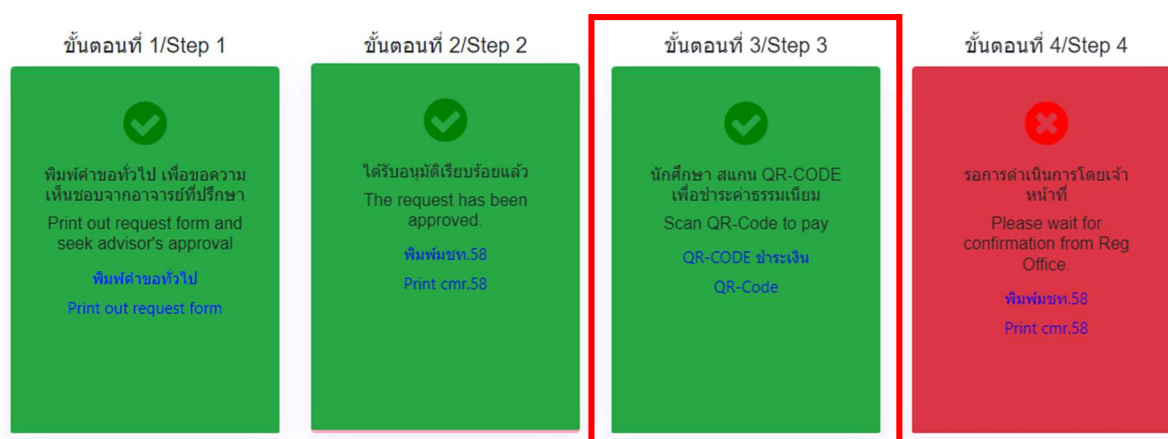 ขั้นตอนที่ 1/Step 1
พิมพ์คำขอทั่วไป เพื่อขอความ
เห็นชอบจากอาจารย์ที่ปรึกษา
Print out request form and
seek advisor's approval
พิมพ์คำขอทั่วไป
Print out request form
ขั้นตอนที่ 2/Step 2
ได้รับอนุมัติเรียบร้อยแล้ว
The request has been
approved.
พิมพ์มชท.58
Print cmr.58
ขั้นตอนที่ 3/Step 3
นักศึกษา สแกน QR-CODE
เพื่อชำระค่าธรรมเนียม
Scan QR-Code to pay
QR-CODE ชำระเงิน
QR-Code
ขั้นตอนที่ 4/Step 4
รอการดำเนินการโดยเจ้า
หน้าที่
Please wait for
confirmation from Reg
Office.
พิมพ์มชท.58
Print cmr.58